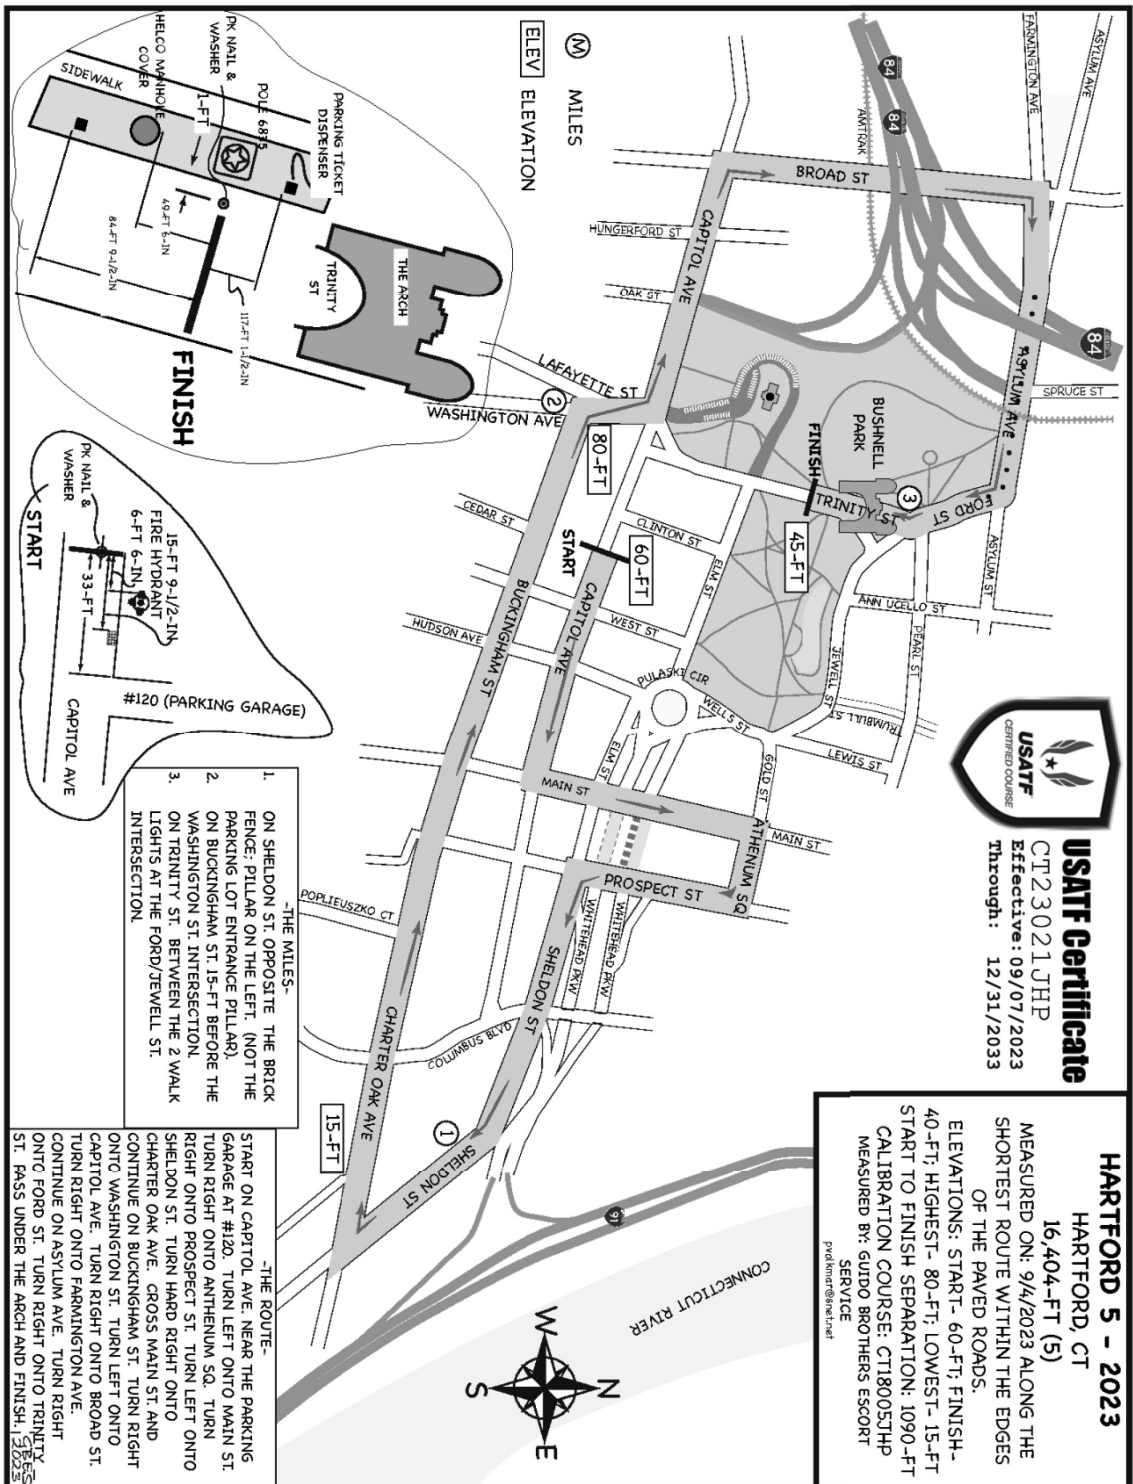 HARTFORD 5 - 2023
HARTFORD, CT
16,404-FT (5)
MEASURED ON: 9/4/2023 ALONG THE
SHORTEST ROUTE WITHIN THE EDGES
OF THE PAVED ROADS.
ELEVATIONS: START- 60-FT; FINISH-
40-FT; HIGHEST- 80-FT; LOWEST- 15-FT
START TO FINISH SEPARATION: 1090-FT
CALIBRATION COURSE: CT18005JHP
MEASURED BY: GUIDO BROTHERS ESCORT
SERVICE
pvolkmar@snet.net
USATF
CERTIFIED COURSE
USATF Certificate
CT23021JHP
Effective: 09/07/2023
Through: 12/31/2033
ASYLUM AVE
FARMINGTON AVE
84
84
84
AMTRAK
BROAD ST
HUNGERFORD ST
OAK ST
CAPITOL AVE
ASYLUM AVE
SPRUCE ST
BUSHNELL
PARK
FINISH
TRINITY ST
3
FORD ST
45-FT
ASYLUM ST
ANN UCELLO ST
PEARL ST
JEWELL ST
TRUMBULL ST
LEWIS ST
LAFAYETTE ST
WASHINGTON AVE
2
80-FT
CEDAR ST
START
60-FT
CLINTON ST
ELM ST
CAPITOL AVE
WEST ST
HUDSON AVE
BUCKINGHAM ST
PULASKI CIR
WELLS ST
GOLD ST
ELM ST
MAIN ST
MAIN ST
ATHENUM SQ
PROSPECT ST
WHITEHEAD PKW
WHITEHEAD PKW
SHELDON ST
POPLIEUSZKO CT
COLUMBUS BLVD
CHARTER OAK AVE
1
SHELDON ST
15-FT
91
CONNECTICUT RIVER
N
E
S
W
M MILES
ELEV ELEVATION
SIDEWALK
HELCO MANHOLE
COVER
PK NAIL &
WASHER
1-FT
POLE 6835
PARKING TICKET
DISPENSER
49-FT 6-IN
84-FT 9-1/2-IN
117-FT 1-1/2-IN
TRINITY
ST
THE ARCH
FINISH
PK NAIL &
WASHER
START
15-FT 9-1/2-IN
FIRE HYDRANT
6-FT 6-IN
33-FT
#120 (PARKING GARAGE)
CAPITOL AVE
-THE MILES-
1. ON SHELDON ST. OPPOSITE THE BRICK
FENCE; PILLAR ON THE LEFT. (NOT THE
PARKING LOT ENTRANCE PILLAR).
2. ON BUCKINGHAM ST. 15-FT BEFORE THE
WASHINGTON ST. INTERSECTION.
3. ON TRINITY ST. BETWEEN THE 2 WALK
LIGHTS AT THE FORD/JEWELL ST.
INTERSECTION.
-THE ROUTE-
START ON CAPITOL AVE. NEAR THE PARKING
GARAGE AT #120. TURN LEFT ONTO MAIN ST.
TURN RIGHT ONTO ANTHENUM SQ. TURN
RIGHT ONTO PROSPECT ST. TURN LEFT ONTO
SHELDON ST. TURN HARD RIGHT ONTO
CHARTER OAK AVE. CROSS MAIN ST. AND
CONTINUE ON BUCKINGHAM ST. TURN RIGHT
ONTO WASHINGTON ST. TURN LEFT ONTO
CAPITOL AVE. TURN RIGHT ONTO BROAD ST.
TURN RIGHT ONTO FARMINGTON AVE.
CONTINUE ON ASYLUM AVE. TURN RIGHT
ONTO FORD ST. TURN RIGHT ONTO TRINITY
ST. PASS UNDER THE ARCH AND FINISH.
GBES
2023